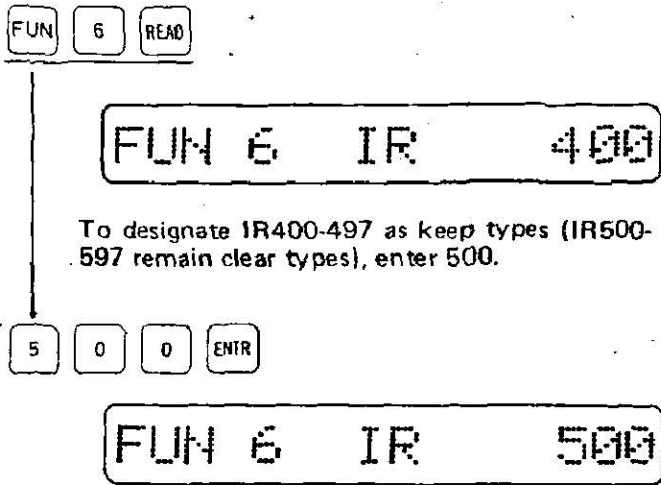 FUN 6 READ
FUN 6 IR 400
To designate IR400-497 as keep types (IR500-
597 remain clear types), enter 500.
5 0 0 ENTR
FUN 6 IR 500